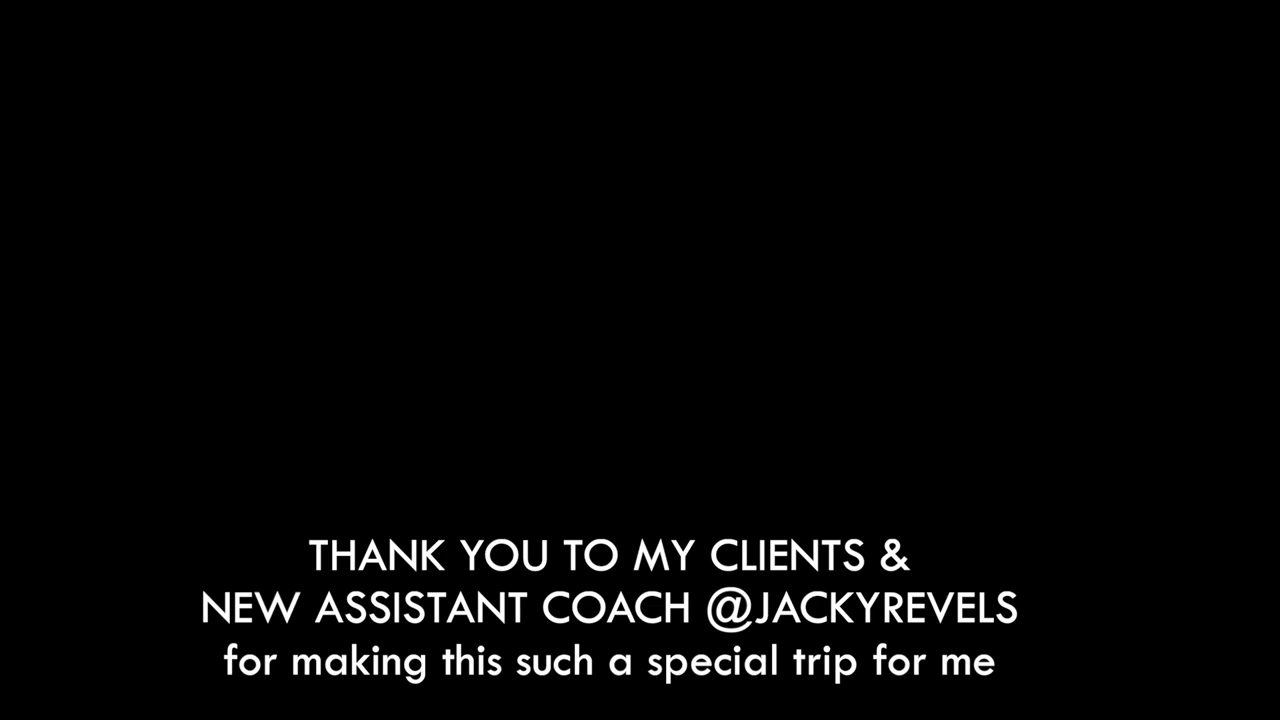 THANK YOU TO MY CLIENTS &
NEW ASSISTANT COACH @JACKYREVELS
for making this such a special trip for me